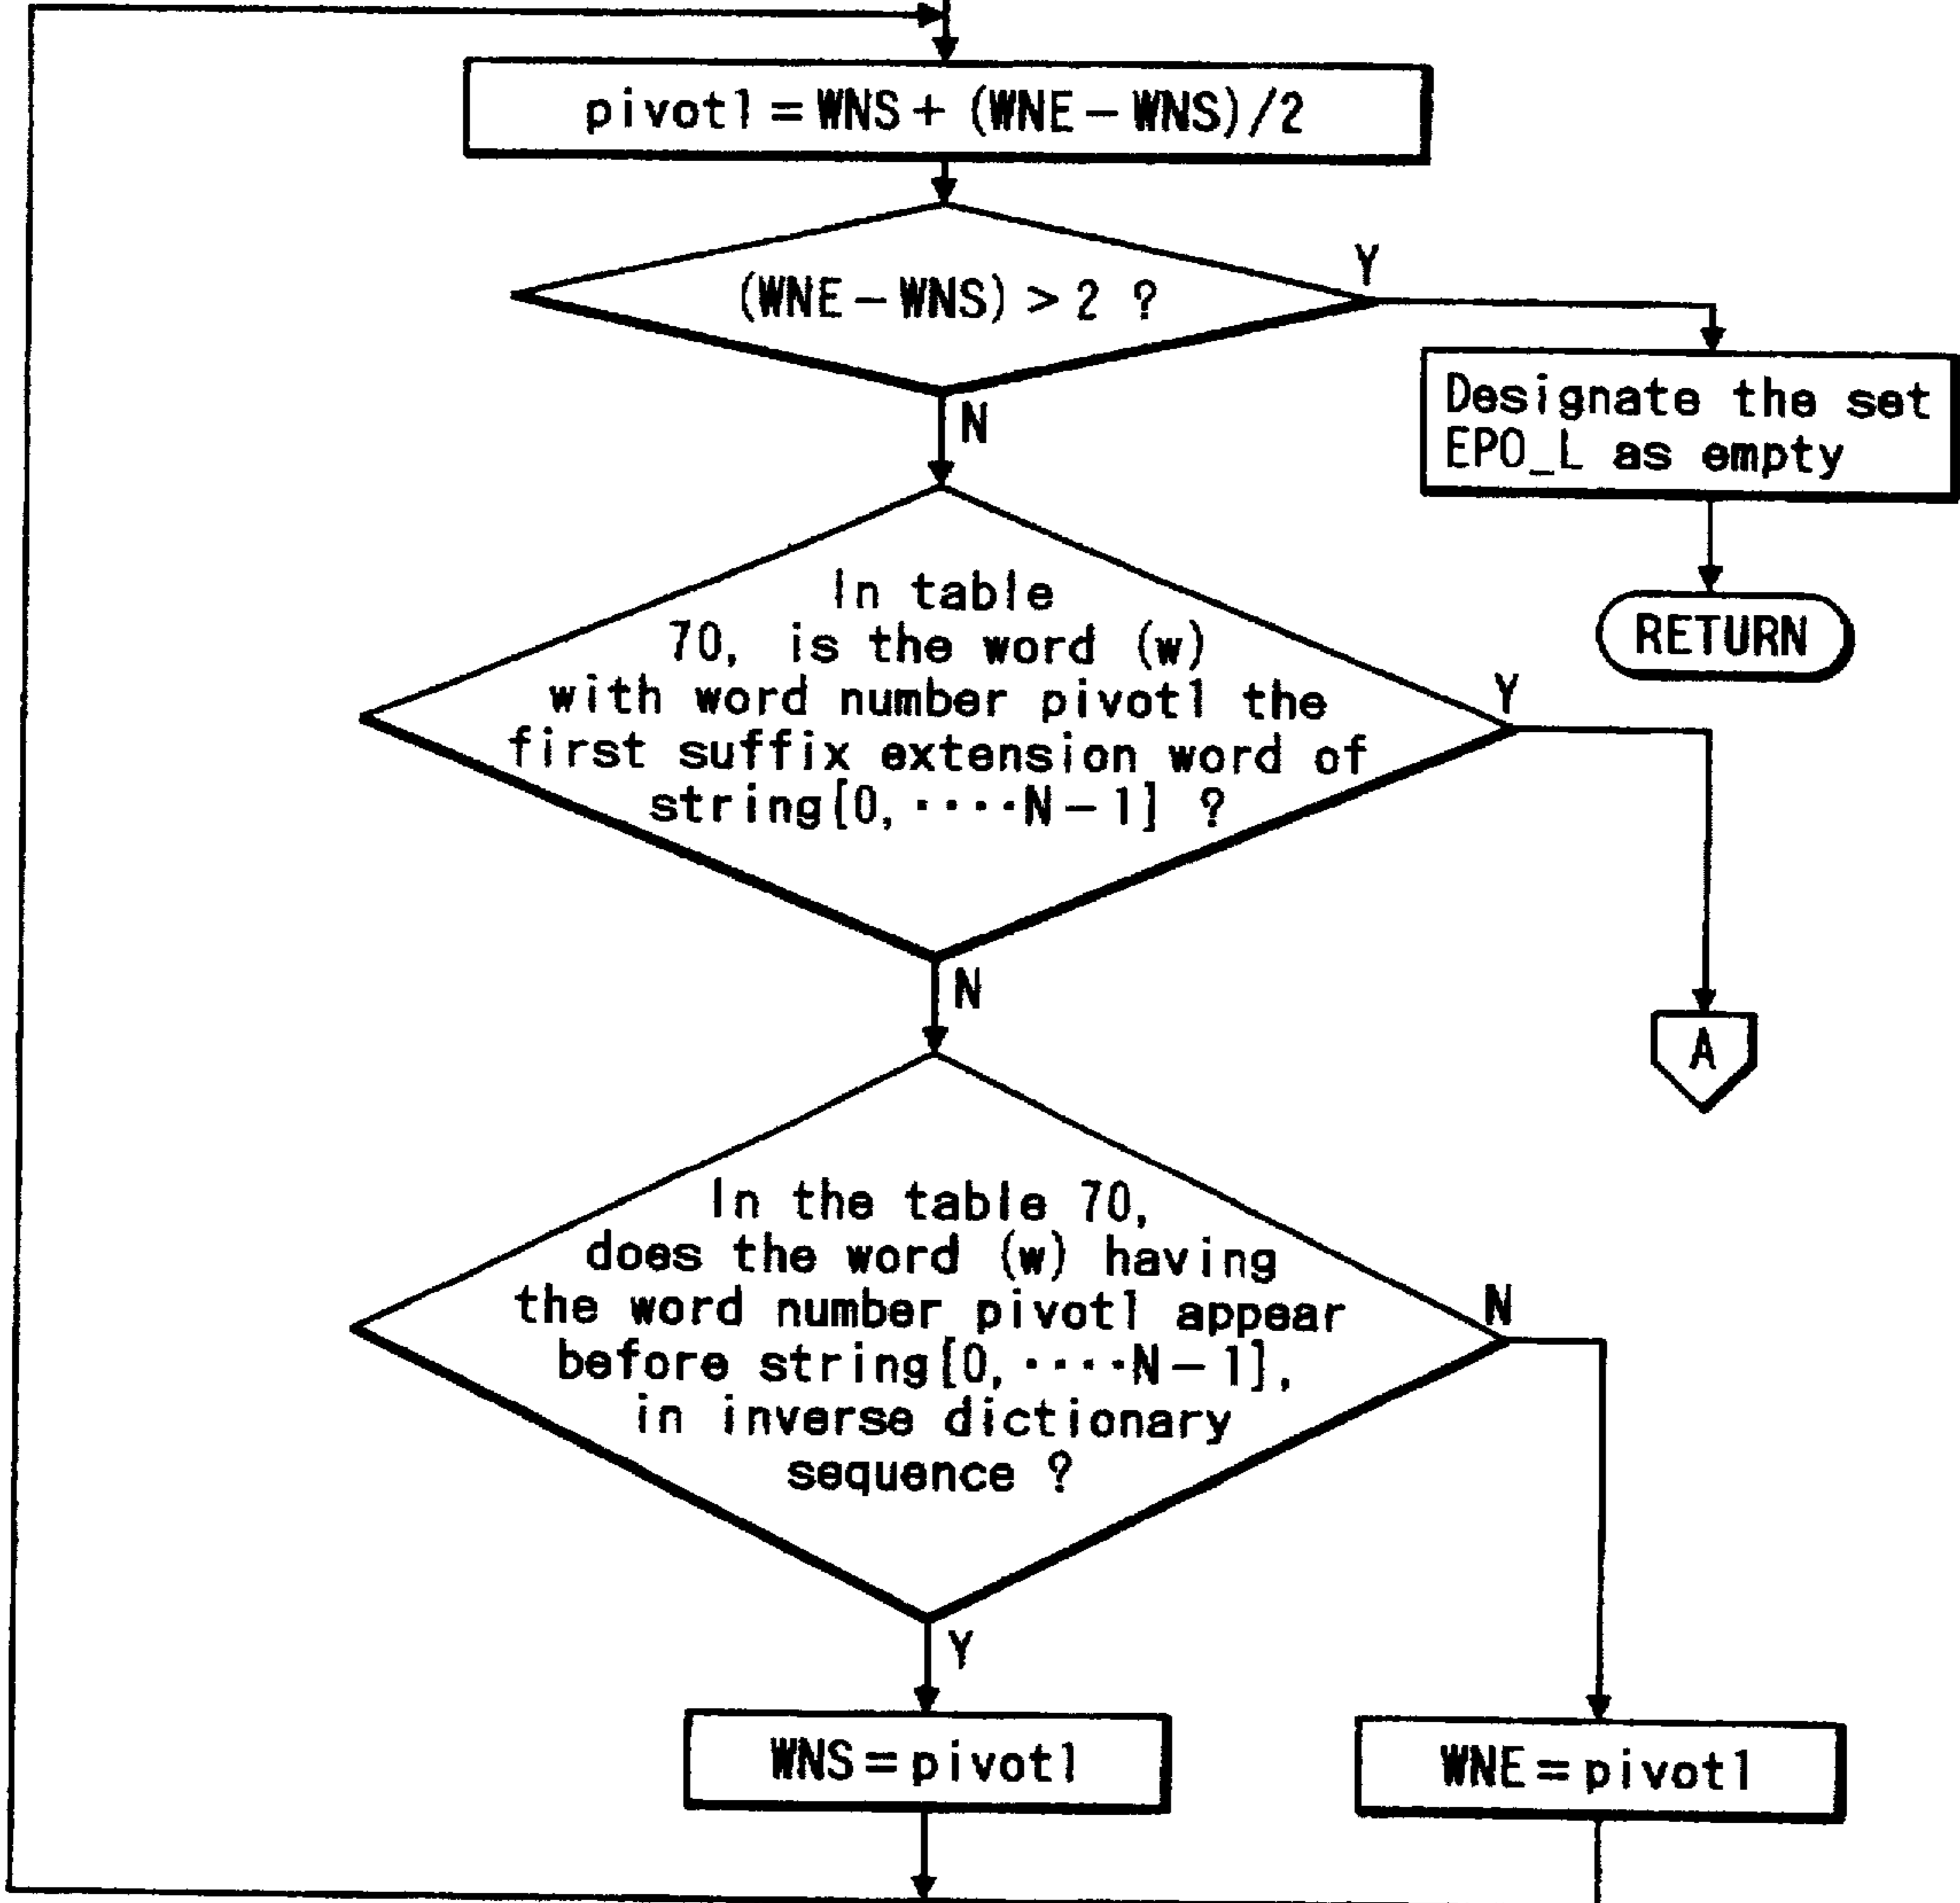 pivot1 = WNS + (WNE - WNS)/2
(WNE - WNS) > 2 ?
Y
Designate the set
EPO_L as empty
N
RETURN
In table
70, is the word (w)
with word number pivot1 the
first suffix extension word of
string[0, ····N - 1] ?
Y
N
A
In the table 70,
does the word (w) having
the word number pivot1 appear
before string[0, ····N - 1],
in inverse dictionary
sequence ?
N
Y
WNS = pivot1
WNE = pivot1